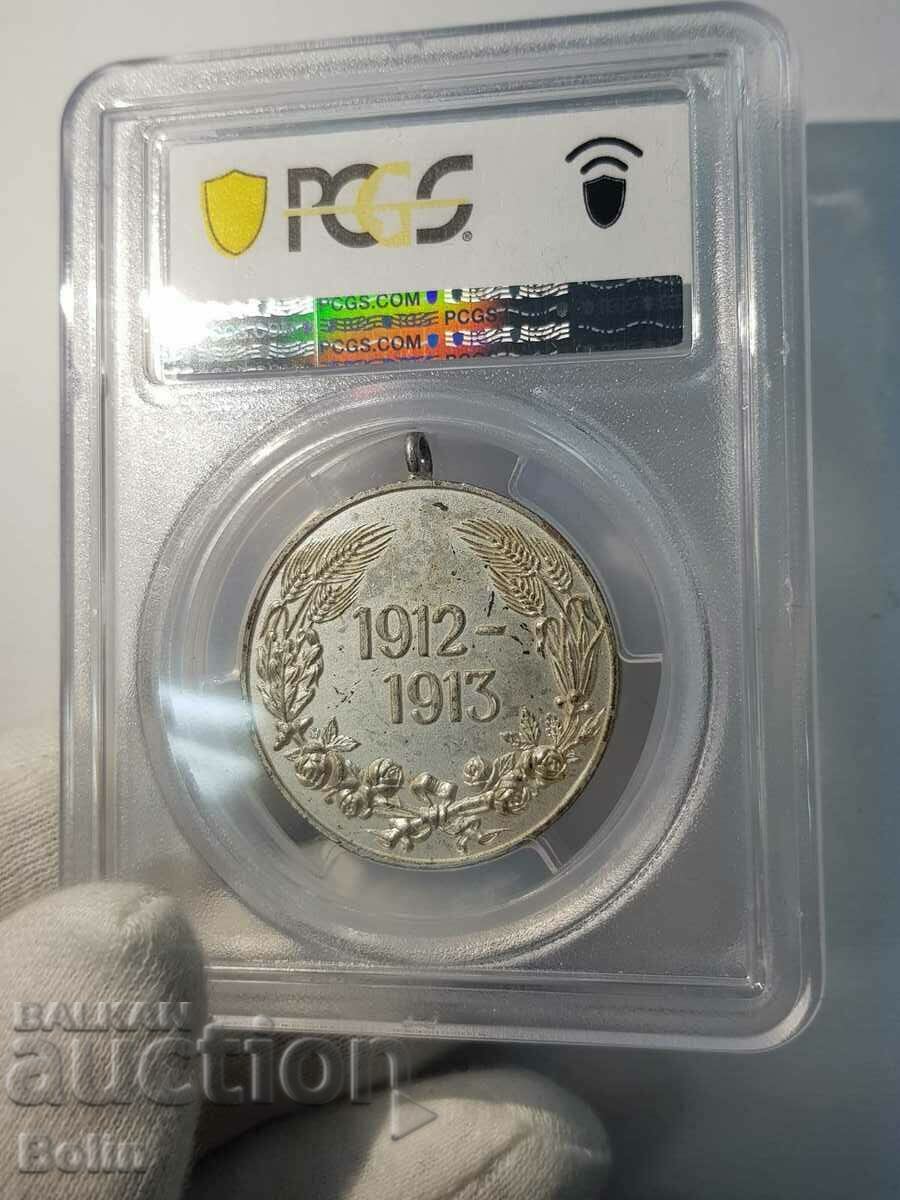 PCGS®
PCGS.COM
PCGS
PCGS.COM
1912-
1913
BALKAN
auction
Bolin